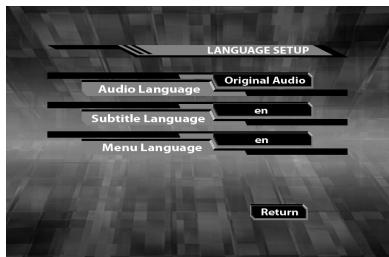 LANGUAGE SETUP
Original Audio
Audio Language
en
Subtitle Language
en
Menu Language
Return